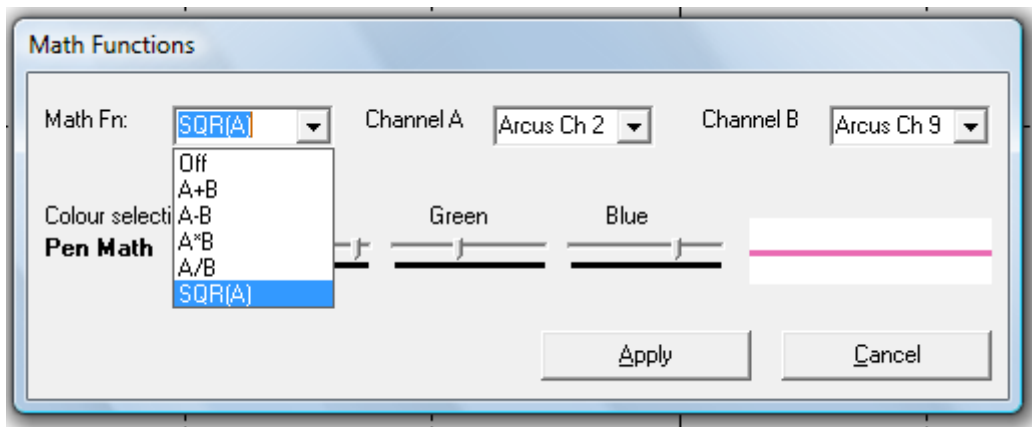 Math Functions
Math Fn: SQR(A) Channel A Arcus Ch 2 Channel B Arcus Ch 9
Off
A+B
A-B
A*B
A/B
SQR(A)
Colour selecti Green Blue
Pen Math
Apply Cancel